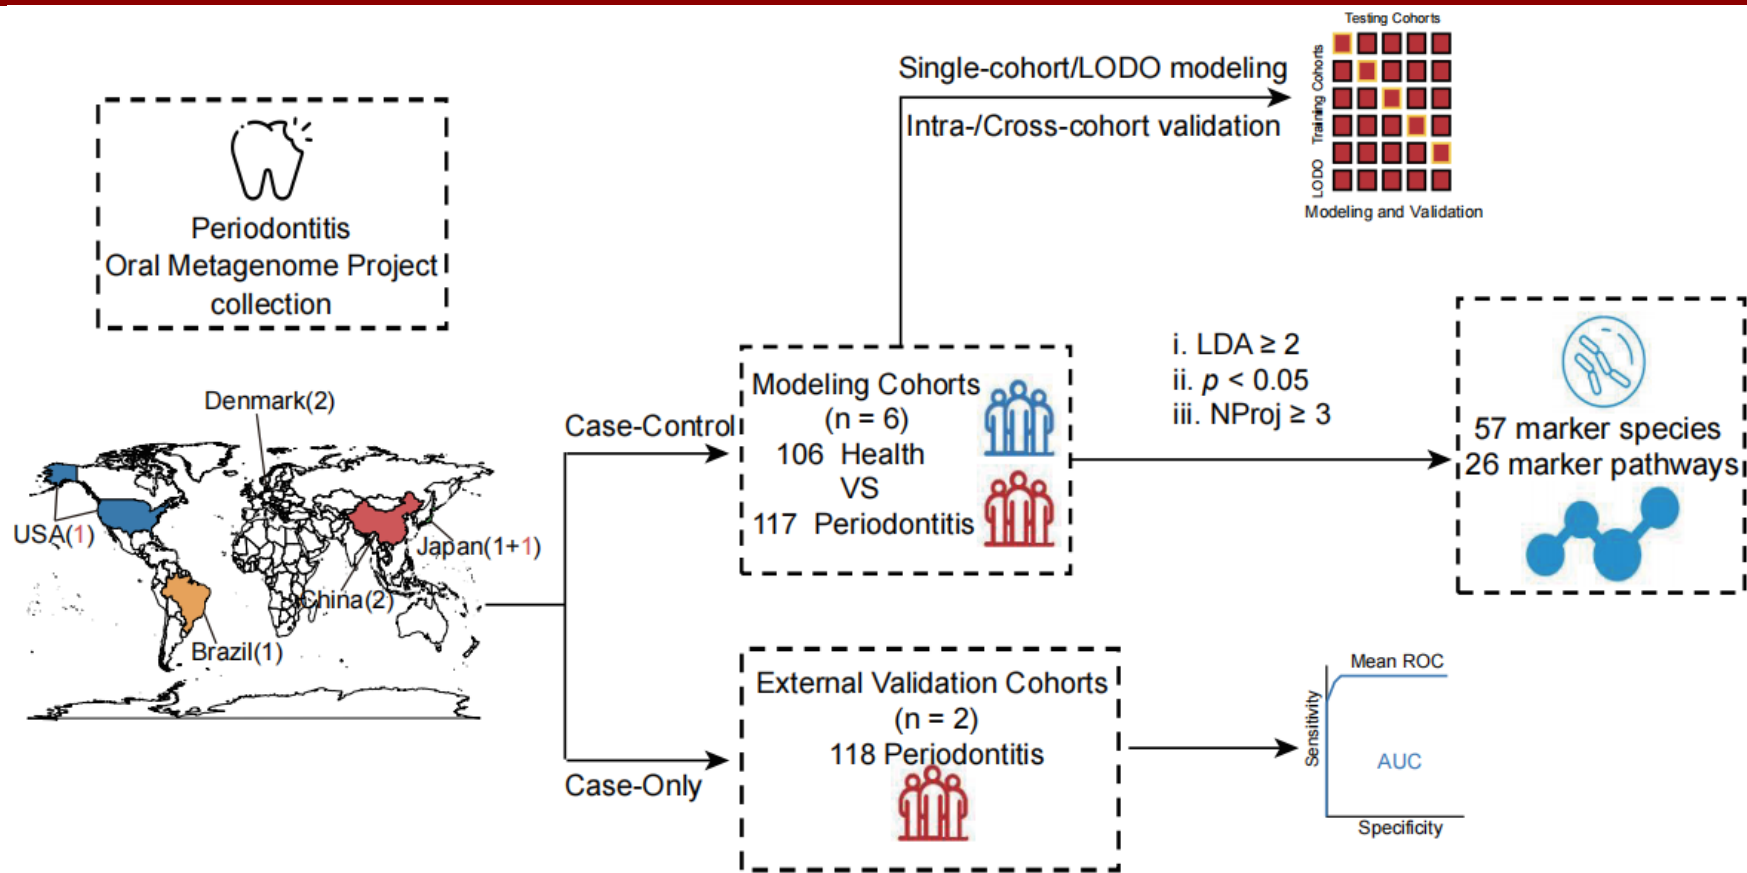 Periodontitis
Oral Metagenome Project
collection
Denmark(2)
USA(1)
Japan(1+1)
China(2)
Brazil(1)
Case-Control
Case-Only
Modeling Cohorts
(n = 6)
106 Health
VS
117 Periodontitis
External Validation Cohorts
(n = 2)
118 Periodontitis
Single-cohort/LODO modeling
Intra-/Cross-cohort validation
Testing Cohorts
Training Cohorts
LODO
Modeling and Validation
i. LDA ≥ 2
ii. p < 0.05
iii. NProj ≥ 3
57 marker species
26 marker pathways
Mean ROC
Sensitivity
AUC
Specificity